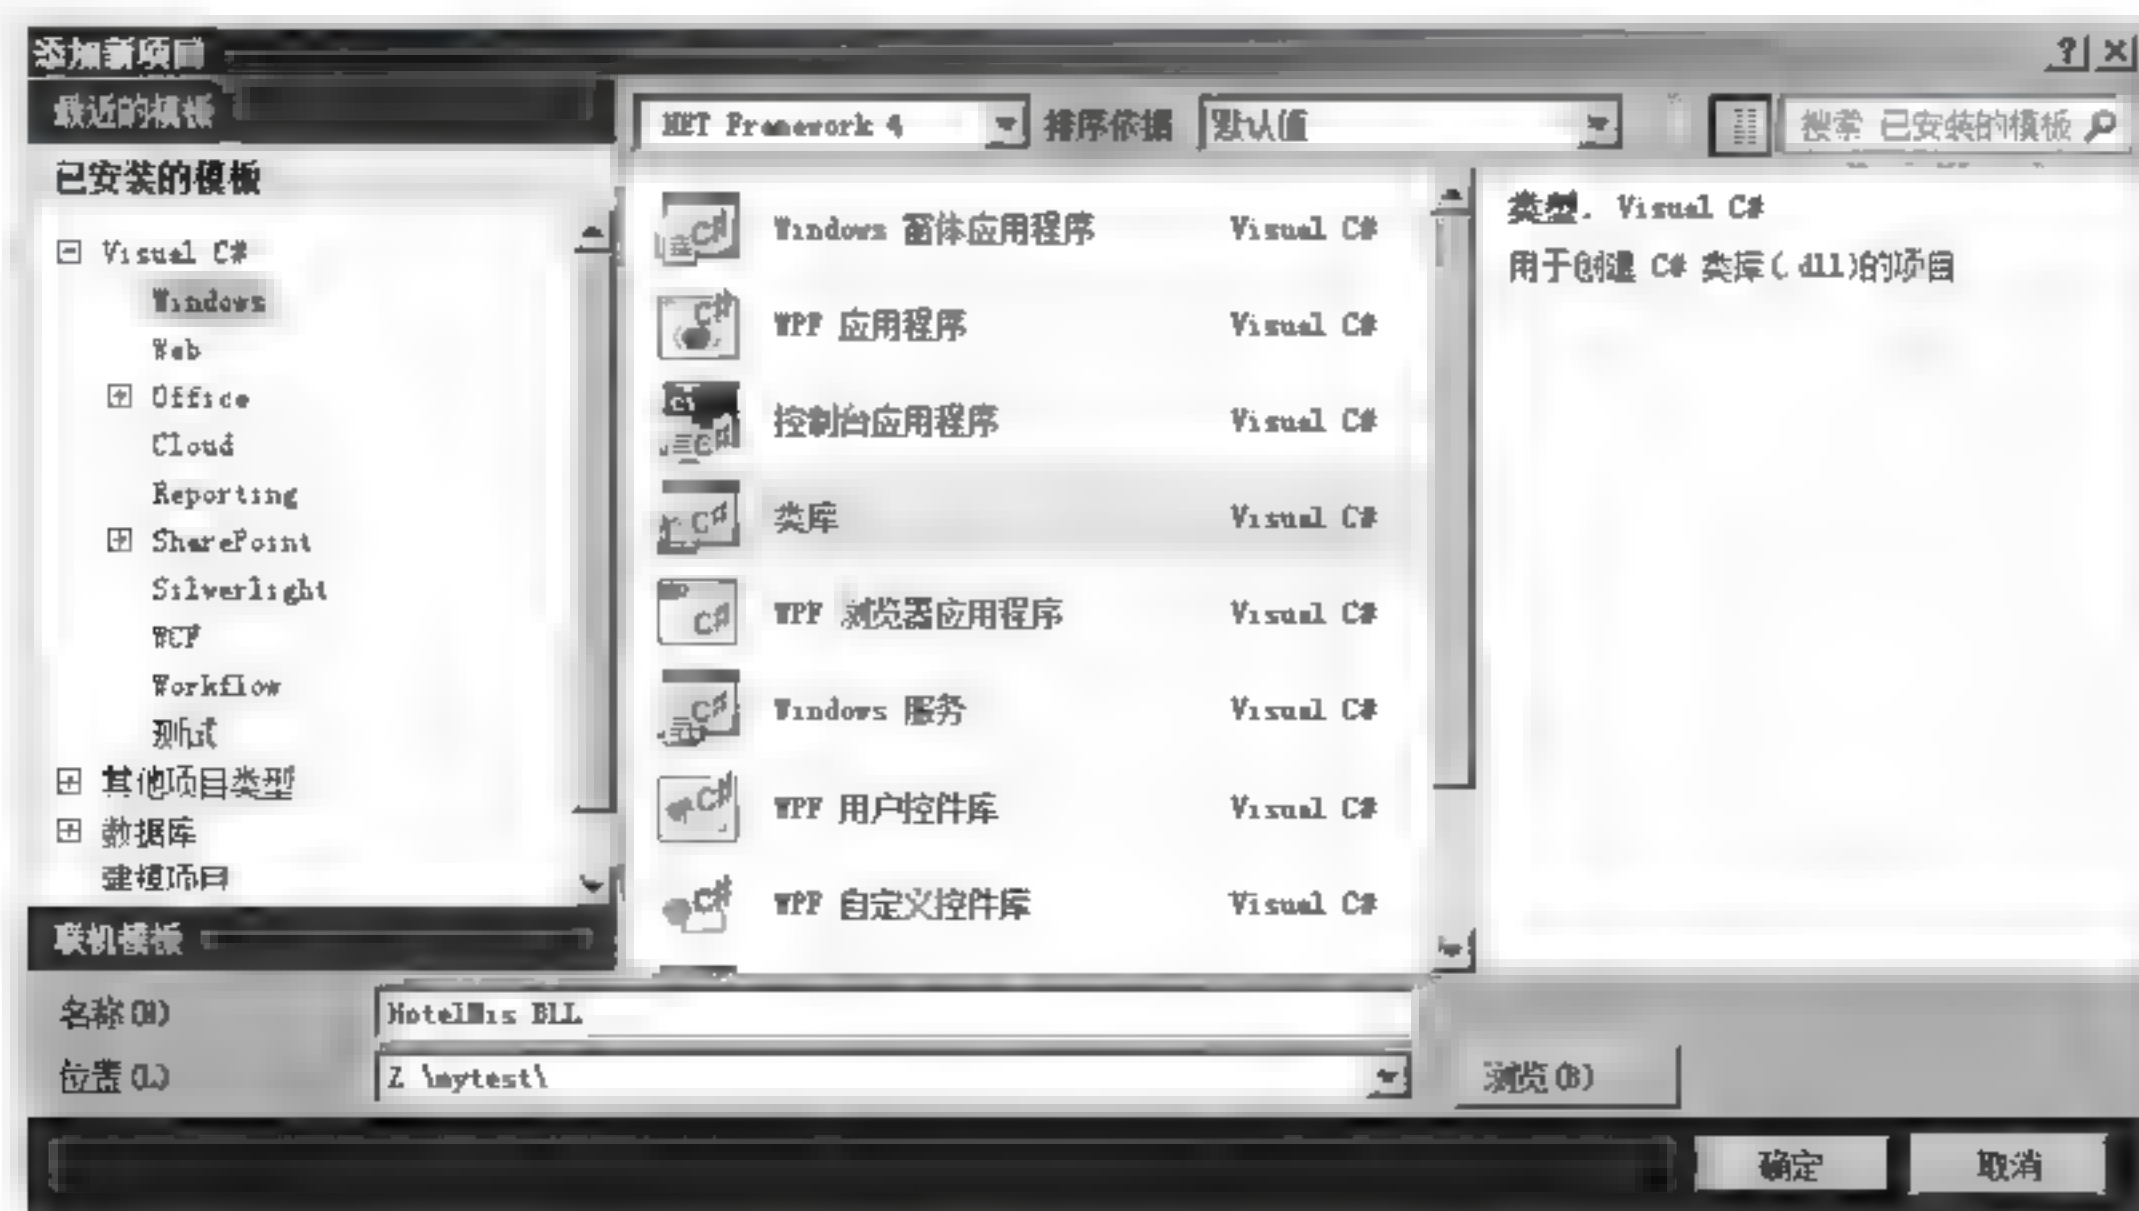 添加新项目
最近的模板
.NET Framework 4 排序依据 默认值 搜索 已安装的模板
已安装的模板
Visual C#
Windows
Web
Office
Cloud
Reporting
SharePoint
Silverlight
WCF
Workflow
测试
其他项目类型
数据库
建模项目
联机模板
Windows 窗体应用程序 Visual C#
WPF 应用程序 Visual C#
控制台应用程序 Visual C#
类库 Visual C#
WPF 浏览器应用程序 Visual C#
Windows 服务 Visual C#
WPF 用户控件库 Visual C#
WPF 自定义控件库 Visual C#
类型: Visual C#
用于创建 C# 类库(.dll)的项目
名称(N) HotelMis BLL
位置(L) Z \mytest\
浏览(B)
确定 取消